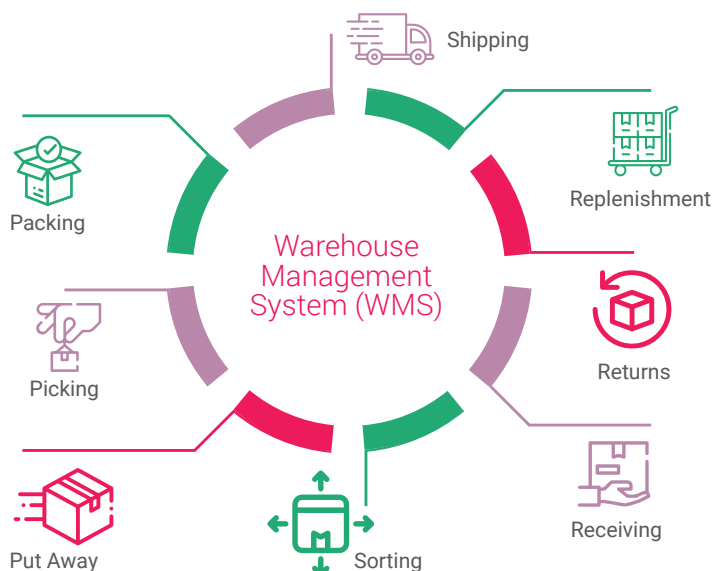 Shipping
Replenishment
Packing
Warehouse
Management
System (WMS)
Returns
Picking
Receiving
Sorting
Put Away